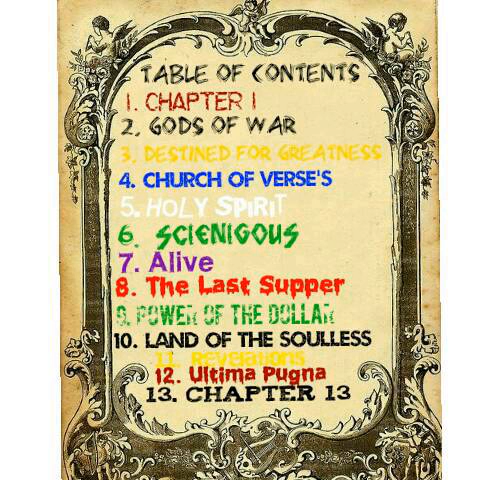 TABLE OF CONTENTS
1. CHAPTER 1
2. GODS OF WAR
3. DESTINED FOR GREATNESS
4. CHURCH OF VERSE'S
5. HOLY SPIRIT
6. SCIENIGOUS
7. Alive
8. The Last Supper
9. POWER OF THE DOLLAR
10. LAND OF THE SOULLESS
11. Revelations
12. Ultima Pugna
13. CHAPTER 13